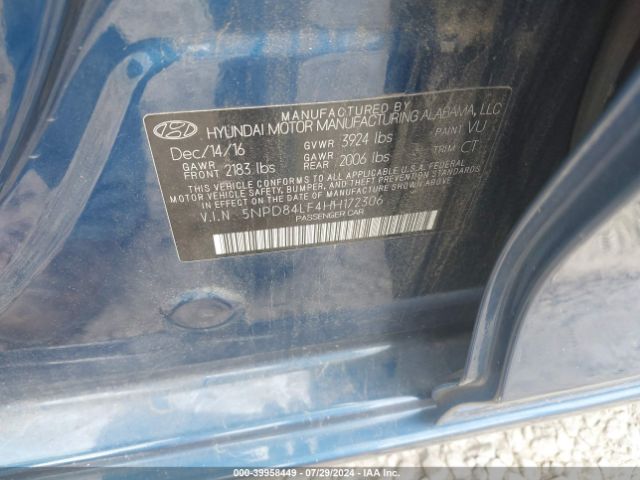 MANUFACTURED BY
HYUNDAI MOTOR MANUFACTURING ALABAMA, LLC
Dec/14/16 GVWR 3924 lbs PAINT VU
GAWR FRONT 2183 lbs GAWR REAR 2006 lbs TRIM CT
THIS VEHICLE CONFORMS TO ALL APPLICABLE U.S.A. FEDERAL
MOTOR VEHICLE SAFETY, BUMPER, AND THEFT PREVENTION STANDARDS
IN EFFECT ON THE DATE OF MANUFACTURE SHOWN ABOVE.
V.I.N 5NPD84LF4HH172306
PASSENGER CAR
000-39958449 - 07/29/2024 - IAA Inc.